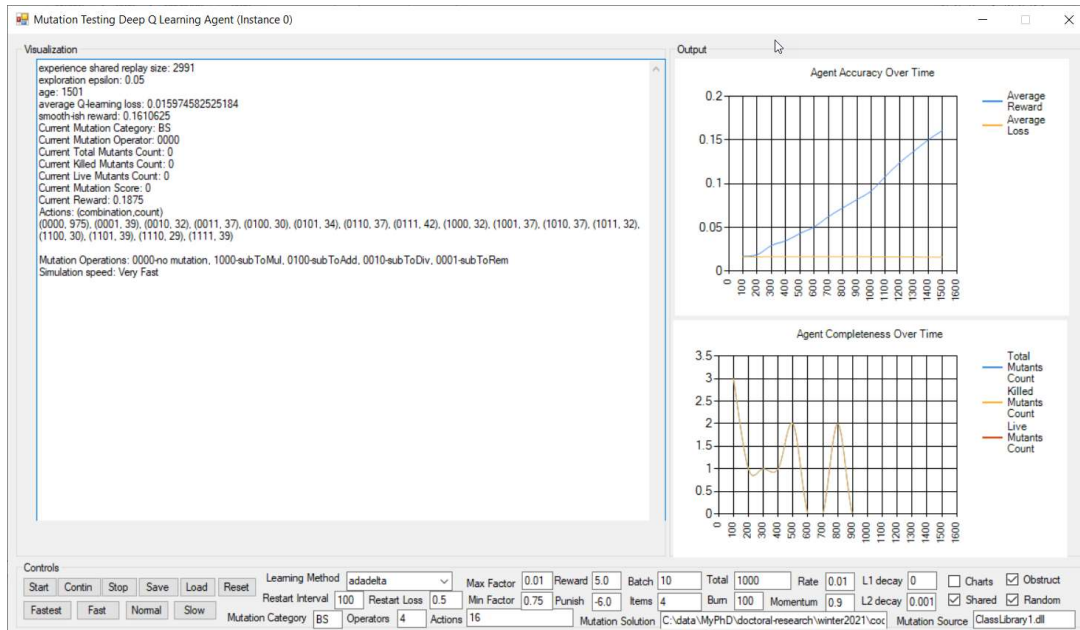 Mutation Testing Deep Q Learning Agent (Instance 0)
Visualization
experience shared replay size: 2991
exploration epsilon: 0.05
age: 1501
average Q-learning loss: 0.015974582525184
smooth-ish reward: 0.1610625
Current Mutation Category: BS
Current Mutation Operator: 0000
Current Total Mutants Count: 0
Current Killed Mutants Count: 0
Current Live Mutants Count: 0
Current Mutation Score: 0
Current Reward: 0.1875
Actions: (combination,count)
(0000, 975), (0001, 39), (0010, 32), (0011, 37), (0100, 30), (0101, 34), (0110, 37), (0111, 42), (1000, 32), (1001, 37), (1010, 37), (1011, 32),
(1100, 30), (1101, 39), (1110, 29), (1111, 39)
Mutation Operations: 0000-no mutation, 1000-subToMul, 0100-subToAdd, 0010-subToDiv, 0001-subToRem
Simulation speed: Very Fast
Output
Agent Accuracy Over Time
0.2
0.15
0.1
0.05
0
0 100 200 300 400 500 600 700 800 900 1000 1100 1200 1300 1400 1500 1600
Average
Reward
Average
Loss
Agent Completeness Over Time
3.5
3
2.5
2
1.5
1
0.5
0
0 100 200 300 400 500 600 700 800 900 1000 1100 1200 1300 1400 1500 1600
Total
Mutants
Count
Killed
Mutants
Count
Live
Mutants
Count
Controls
Start Contin Stop Save Load Reset Learning Method adadelta Max Factor 0.01 Reward 5.0 Batch 10 Total 1000 Rate 0.01 L1 decay 0 Charts Obstruct
Fastest Fast Normal Slow Restart Interval 100 Restart Loss 0.5 Min Factor 0.75 Punish -6.0 Items 4 Burn 100 Momentum 0.9 L2 decay 0.001 Shared Random
Mutation Category BS Operators 4 Actions 16 Mutation Solution C:\data\MyPhD\doctoral-research\winter2021\coc Mutation Source ClassLibrary1.dll